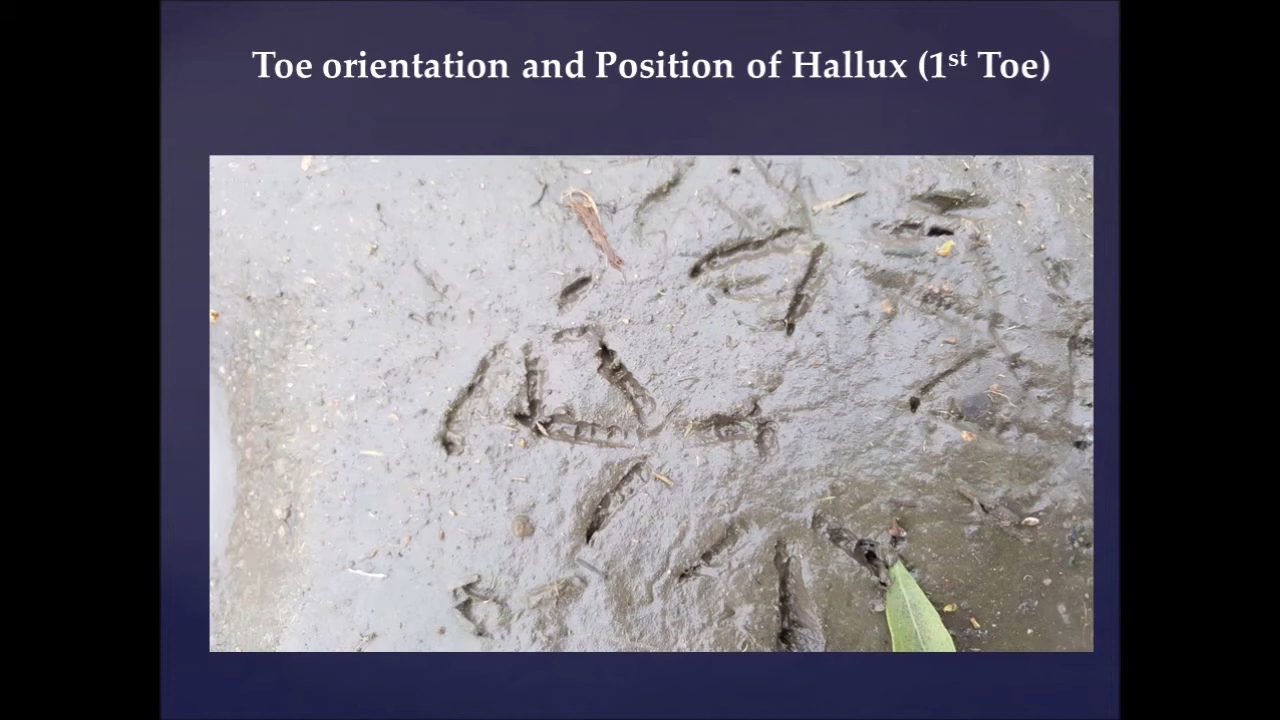 Toe orientation and Position of Hallux (1st Toe)